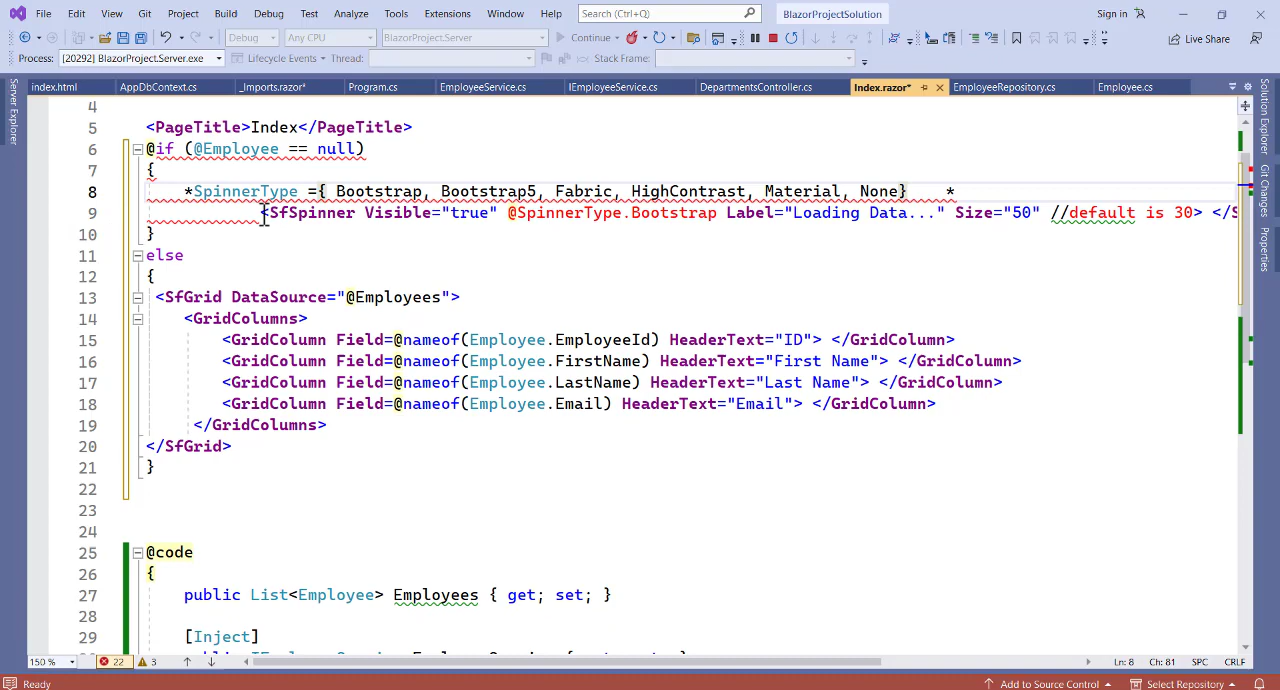 File Edit View Git Project Build Debug Test Analyze Tools Extensions Window Help Search (Ctrl+Q) BlazorProjectSolution Sign in
Debug Any CPU BlazorProject.Server Continue Live Share
Process: [20292] BlazorProject.Server.exe Lifecycle Events Thread: Stack Frame:
index.html AppDbContext.cs _Imports.razor* Program.cs EmployeeService.cs IEmployeeService.cs DepartmentsController.cs Index.razor* EmployeeRepository.cs Employee.cs
Server Explorer
Solution Explorer
Git Changes
Properties
4
5 <PageTitle>Index</PageTitle>
6 @if (@Employee == null)
7 {
8 *SpinnerType ={ Bootstrap, Bootstrap5, Fabric, HighContrast, Material, None} *
9 <SfSpinner Visible="true" @SpinnerType.Bootstrap Label="Loading Data..." Size="50" //default is 30> </S
10 }
11 else
12 {
13 <SfGrid DataSource="@Employees">
14 <GridColumns>
15 <GridColumn Field=@nameof(Employee.EmployeeId) HeaderText="ID"> </GridColumn>
16 <GridColumn Field=@nameof(Employee.FirstName) HeaderText="First Name"> </GridColumn>
17 <GridColumn Field=@nameof(Employee.LastName) HeaderText="Last Name"> </GridColumn>
18 <GridColumn Field=@nameof(Employee.Email) HeaderText="Email"> </GridColumn>
19 </GridColumns>
20 </SfGrid>
21 }
22
23
24
25 @code
26 {
27 public List<Employee> Employees { get; set; }
28
29 [Inject]
150 % 22 3 Ln: 8 Ch: 81 SPC CRLF
Ready Add to Source Control Select Repository